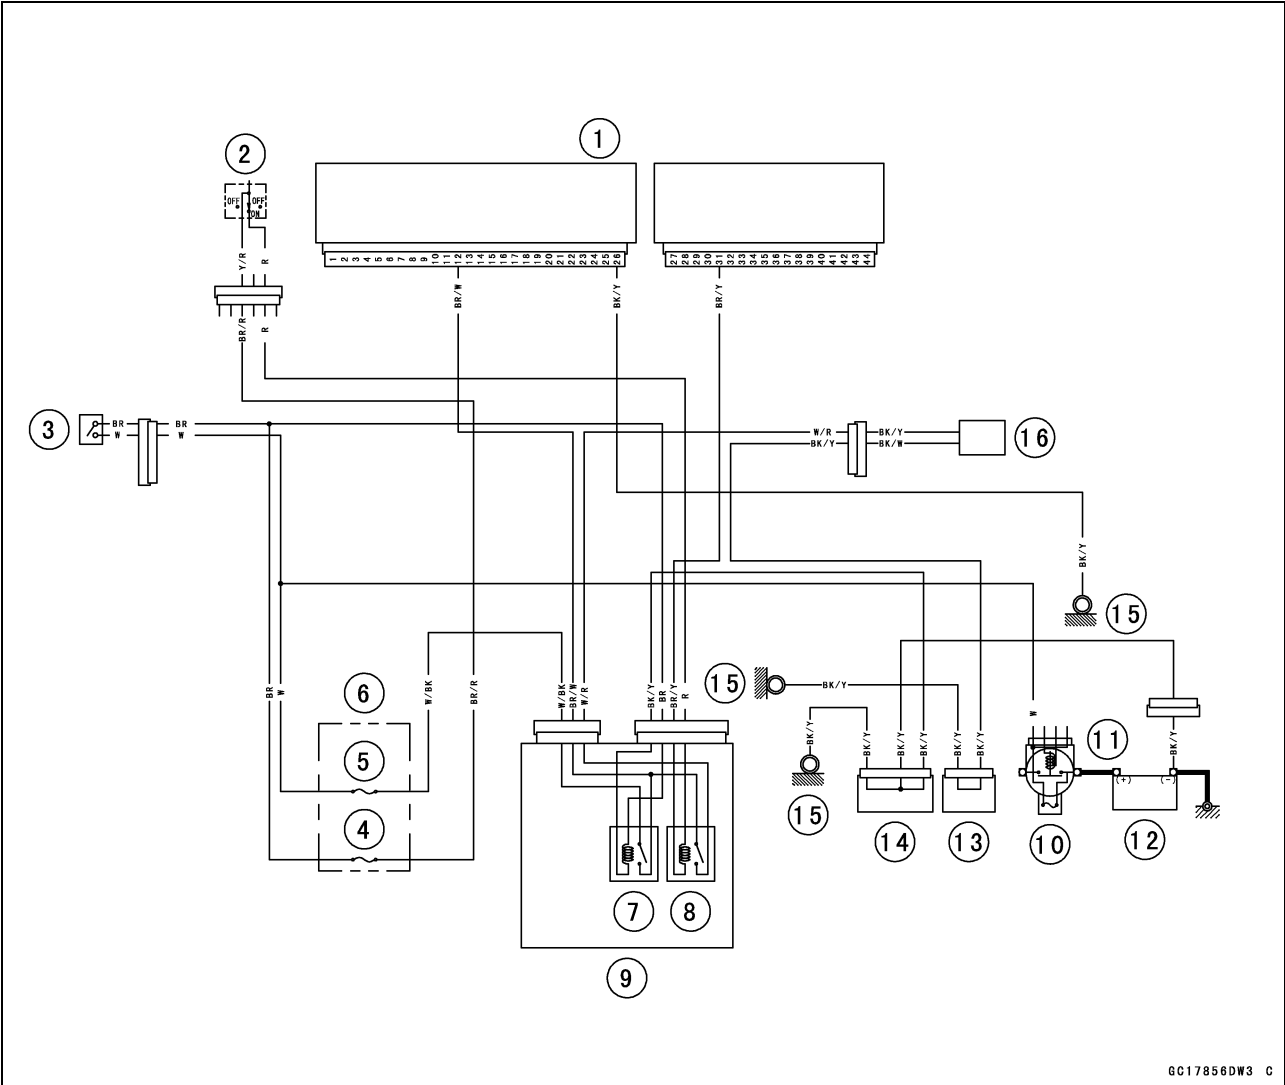 1
2
OFF OFF
ON
1 2 3 4 5 6 7 8 9 10 11 12 13 14 15 16 17 18 19 20 21 22 23 24 25 26
27 28 29 30 31 32 33 34 35 36 37 38 39 40 41 42 43 44
Y/R R
BR/W BK/Y BR/Y
BR/R R
3
BR BR
W W
W/R BK/Y
BK/Y BK/W
16
BK/Y
15
BR W
W/BK BR/R
W/BK BR/W W/R
BK/Y BR BR/Y R
6
15
BK/Y
W
5
BK/Y
BK/Y BK/Y BK/Y
BK/Y BK/Y
11
BK/Y
(+) (-)
15
4
14
13
10
12
7
8
9
GC17856DW3 C